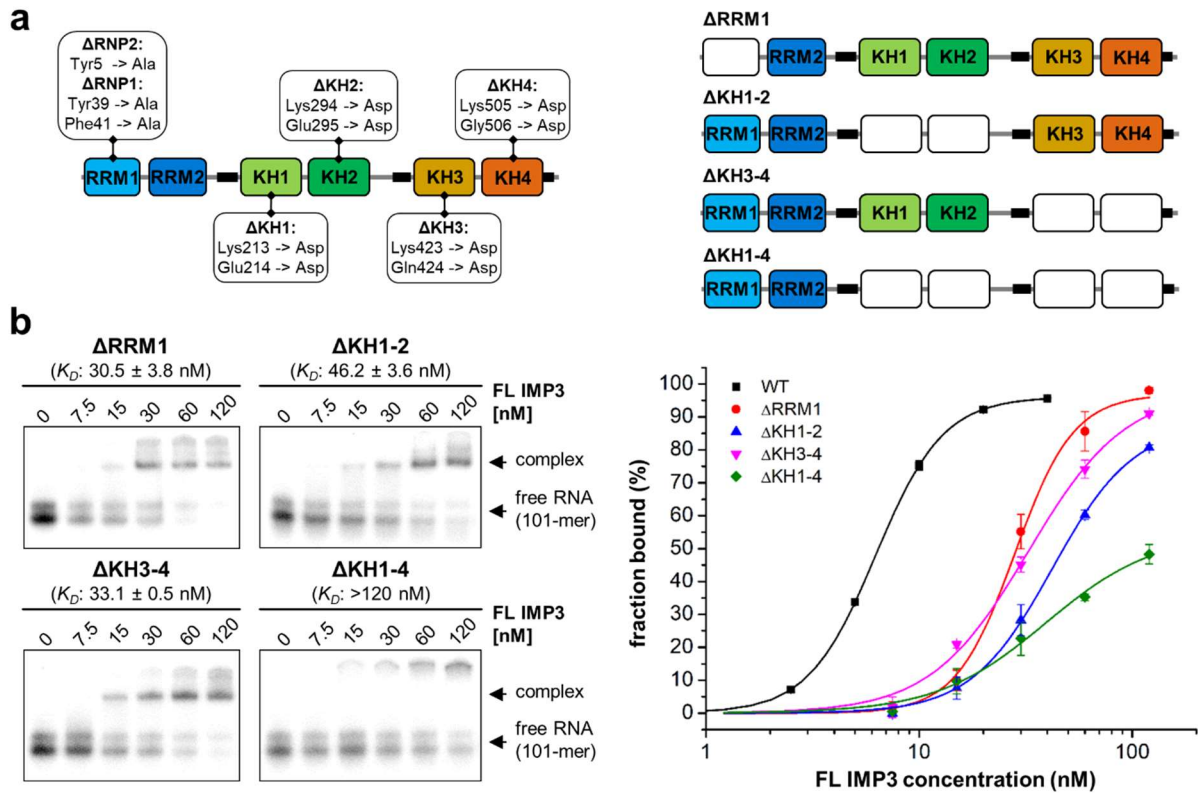 a
ΔRNP2:
Tyr5 -> Ala
ΔRNP1:
Tyr39 -> Ala
Phe41 -> Ala
ΔKH2:
Lys294 -> Asp
Glu295 -> Asp
ΔKH4:
Lys505 -> Asp
Gly506 -> Asp
RRM1 RRM2 KH1 KH2 KH3 KH4
ΔKH1:
Lys213 -> Asp
Glu214 -> Asp
ΔKH3:
Lys423 -> Asp
Gln424 -> Asp
ΔRRM1
RRM2 KH1 KH2 KH3 KH4
ΔKH1-2
RRM1 RRM2 KH3 KH4
ΔKH3-4
RRM1 RRM2 KH1 KH2
ΔKH1-4
RRM1 RRM2
b
ΔRRM1
(KD: 30.5 ± 3.8 nM)
0 7.5 15 30 60 120
ΔKH1-2
(KD: 46.2 ± 3.6 nM)
0 7.5 15 30 60 120
FL IMP3
[nM]
complex
free RNA
(101-mer)
ΔKH3-4
(KD: 33.1 ± 0.5 nM)
0 7.5 15 30 60 120
ΔKH1-4
(KD: >120 nM)
0 7.5 15 30 60 120
FL IMP3
[nM]
complex
free RNA
(101-mer)
fraction bound (%)
100
90
80
70
60
50
40
30
20
10
0
WT
ΔRRM1
ΔKH1-2
ΔKH3-4
ΔKH1-4
1 10 100
FL IMP3 concentration (nM)